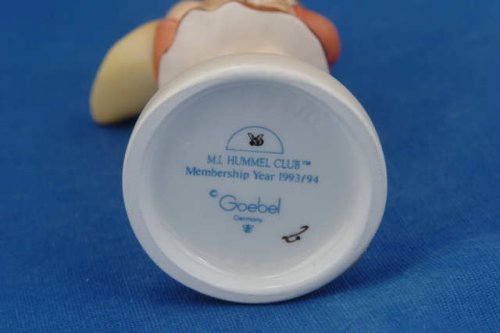 M.I. HUMMEL CLUB™
Membership Year 1993/94
© Goebel
Germany